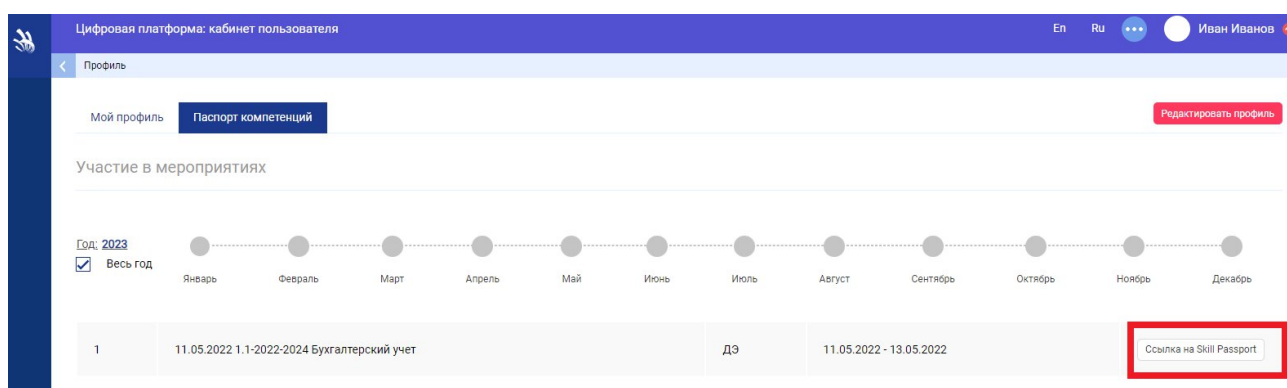 Цифровая платформа: кабинет пользователя En Ru Иван Иванов
Профиль
Мой профиль Паспорт компетенций Редактировать профиль
Участие в мероприятиях
Год: 2023
Весь год
Январь Февраль Март Апрель Май Июнь Июль Август Сентябрь Октябрь Ноябрь Декабрь
1 11.05.2022 1.1-2022-2024 Бухгалтерский учет ДЭ 11.05.2022 - 13.05.2022 Ссылка на Skill Passport